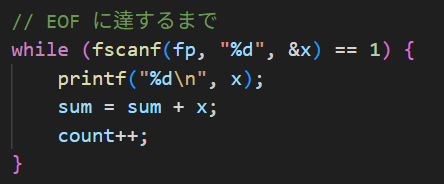 // EOF に達するまで
while (fscanf(fp, "%d", &x) == 1) {
    printf("%d\n", x);
    sum = sum + x;
    count++;
}